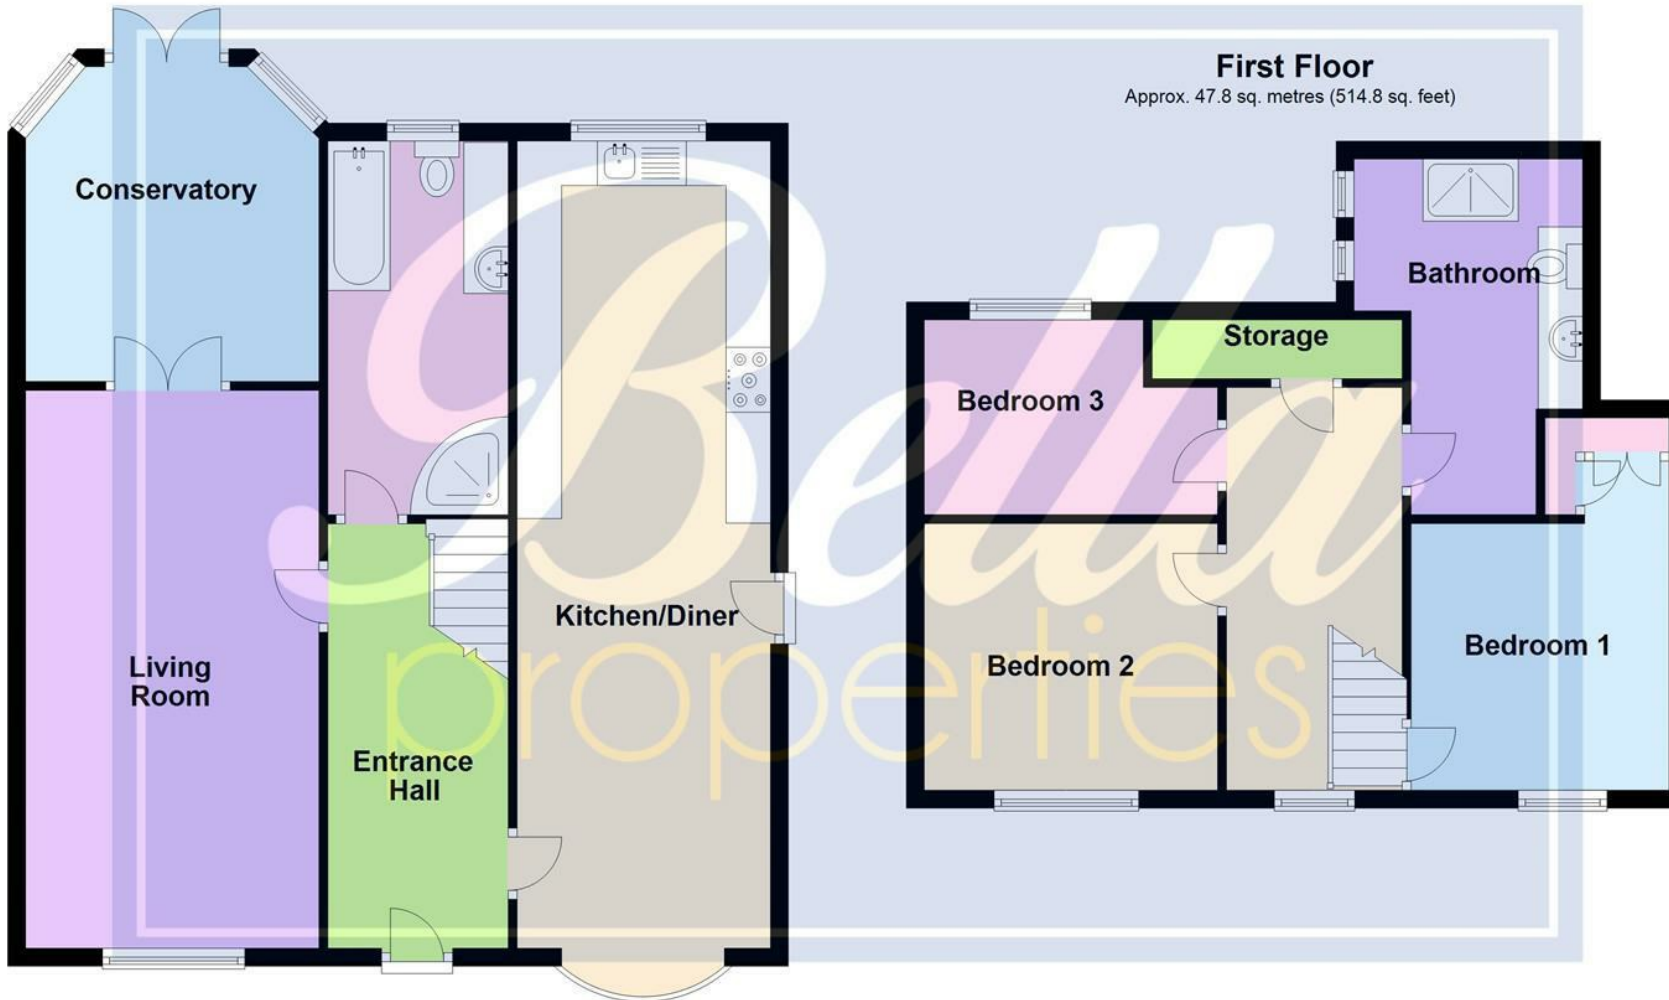 First Floor
Approx. 47.8 sq. metres (514.8 sq. feet)
Conservatory
Bathroom
Storage
Bedroom 3
Kitchen/Diner
Living
Room
Bedroom 2
Bedroom 1
Entrance
Hall
Bella
properties